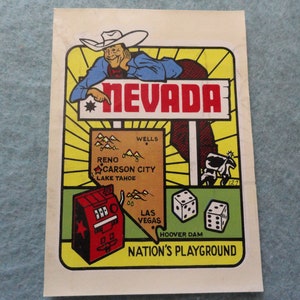 NEVADA
WELLS
RENO
CARSON CITY
LAKE TAHOE
LAS
VEGAS
HOOVER DAM
NATION'S PLAYGROUND